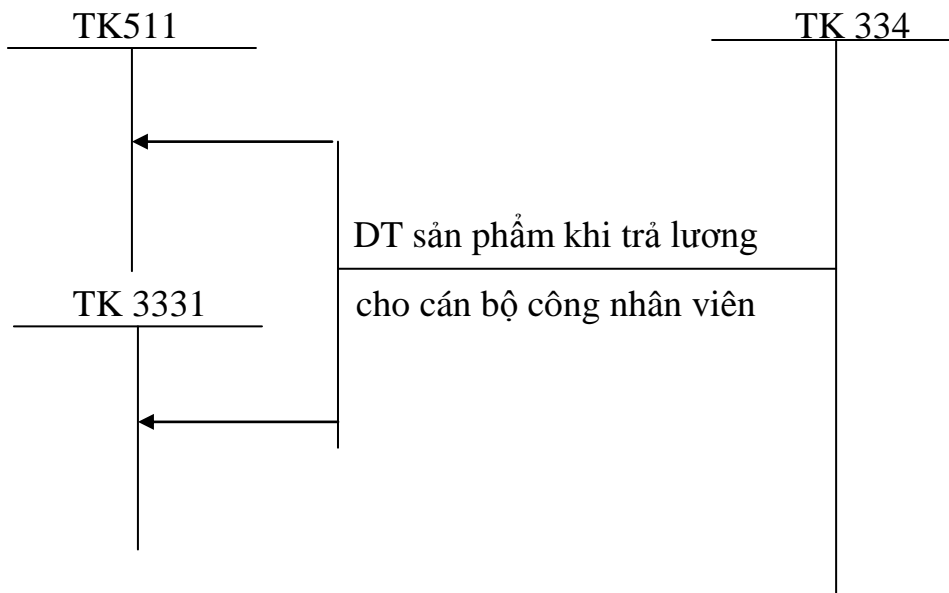 TK511
TK 334
DT sản phẩm khi trả lương
TK 3331
cho cán bộ công nhân viên